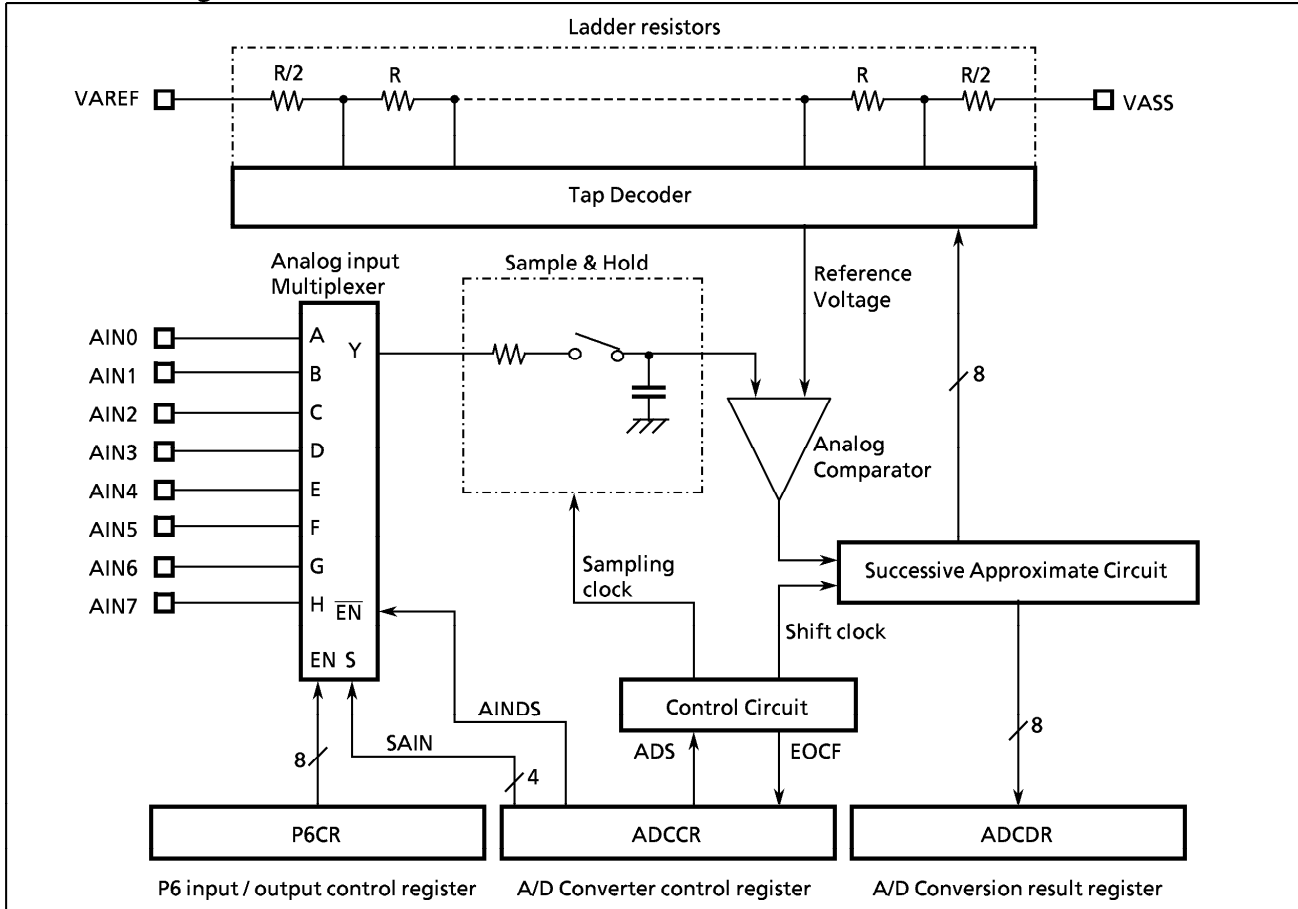 Ladder resistors
R/2
R
R
R/2
VAREF
VASS
Tap Decoder
Analog input
Multiplexer
Sample & Hold
Reference
Voltage
AIN0
A
Y
AIN1
B
8
AIN2
C
AIN3
D
Analog
Comparator
AIN4
E
AIN5
F
AIN6
G
Sampling
clock
Successive Approximate Circuit
AIN7
H
EN
Shift clock
EN S
AINDS
Control Circuit
SAIN
ADS
EOCF
8
8
4
P6CR
ADCCR
ADCDR
P6 input / output control register
A/D Converter control register
A/D Conversion result register